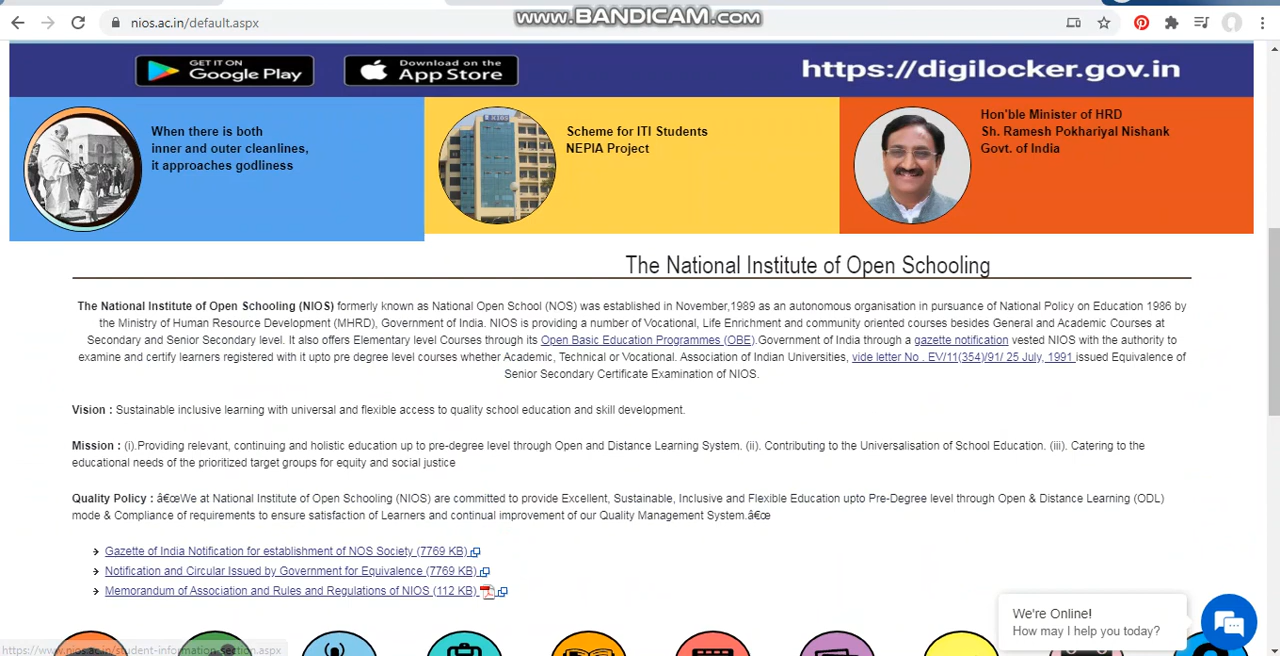 nios.ac.in/default.aspx
www.BANDICAM.com
GET IT ON
Google Play
Download on the
App Store
https://digilocker.gov.in
When there is both
inner and outer cleanlines,
it approaches godliness
Scheme for ITI Students
NEPIA Project
Hon'ble Minister of HRD
Sh. Ramesh Pokhariyal Nishank
Govt. of India
The National Institute of Open Schooling
The National Institute of Open Schooling (NIOS) formerly known as National Open School (NOS) was established in November,1989 as an autonomous organisation in pursuance of National Policy on Education 1986 by
the Ministry of Human Resource Development (MHRD), Government of India. NIOS is providing a number of Vocational, Life Enrichment and community oriented courses besides General and Academic Courses at
Secondary and Senior Secondary level. It also offers Elementary level Courses through its Open Basic Education Programmes (OBE).Government of India through a gazette notification vested NIOS with the authority to
examine and certify learners registered with it upto pre degree level courses whether Academic, Technical or Vocational. Association of Indian Universities, vide letter No . EV/11(354)/91/ 25 July, 1991 issued Equivalence of
Senior Secondary Certificate Examination of NIOS.
Vision : Sustainable inclusive learning with universal and flexible access to quality school education and skill development.
Mission : (i).Providing relevant, continuing and holistic education up to pre-degree level through Open and Distance Learning System. (ii). Contributing to the Universalisation of School Education. (iii). Catering to the
educational needs of the prioritized target groups for equity and social justice
Quality Policy : â€œWe at National Institute of Open Schooling (NIOS) are committed to provide Excellent, Sustainable, Inclusive and Flexible Education upto Pre-Degree level through Open & Distance Learning (ODL)
mode & Compliance of requirements to ensure satisfaction of Learners and continual improvement of our Quality Management System.â€œ
Gazette of India Notification for establishment of NOS Society (7769 KB)
Notification and Circular Issued by Government for Equivalence (7769 KB)
Memorandum of Association and Rules and Regulations of NIOS (112 KB)
We're Online!
How may I help you today?
https://www.nios.ac.in/student-information-section.aspx